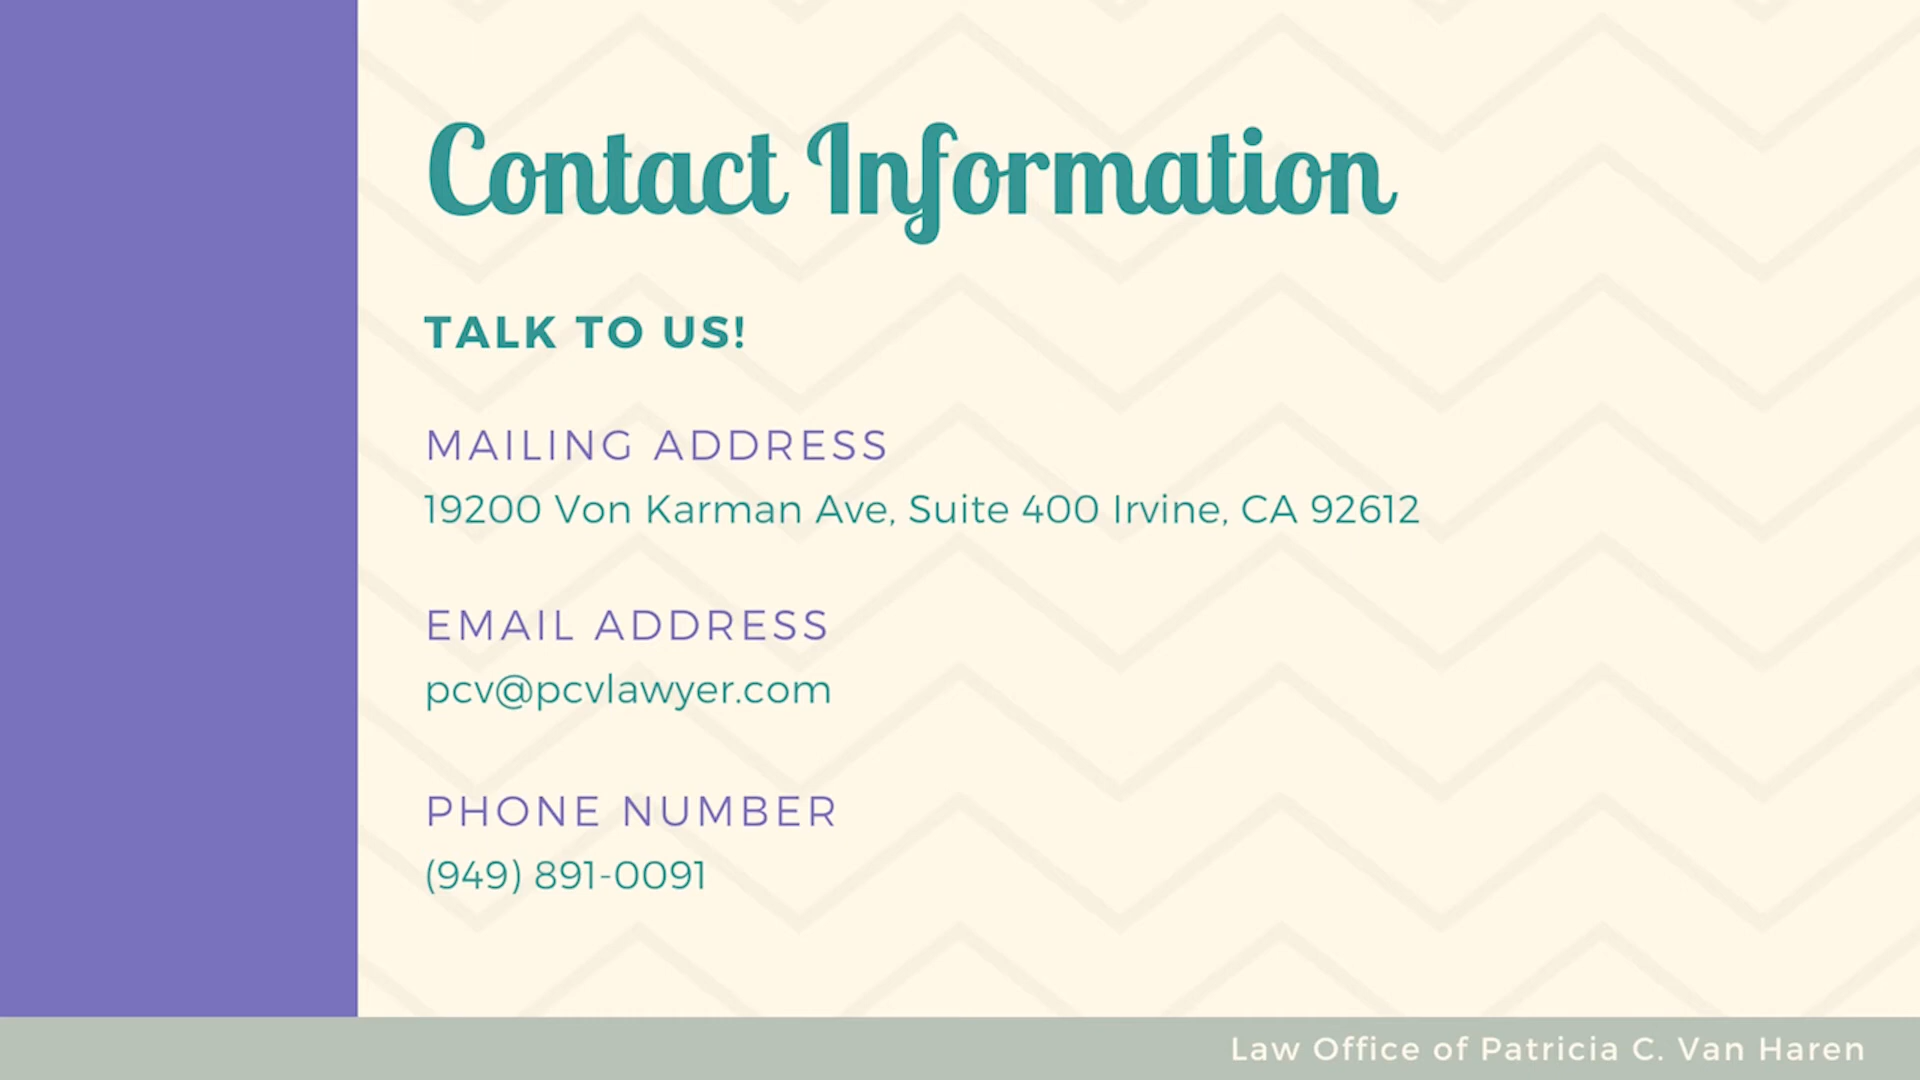 Contact Information
TALK TO US!
MAILING ADDRESS
19200 Von Karman Ave, Suite 400 Irvine, CA 92612
EMAIL ADDRESS
pcv@pcvlawyer.com
PHONE NUMBER
(949) 891-0091
Law Office of Patricia C. Van Haren